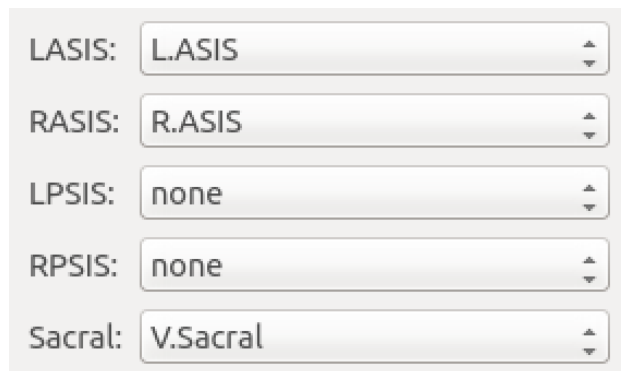 LASIS: L.ASIS
RASIS: R.ASIS
LPSIS: none
RPSIS: none
Sacral: V.Sacral